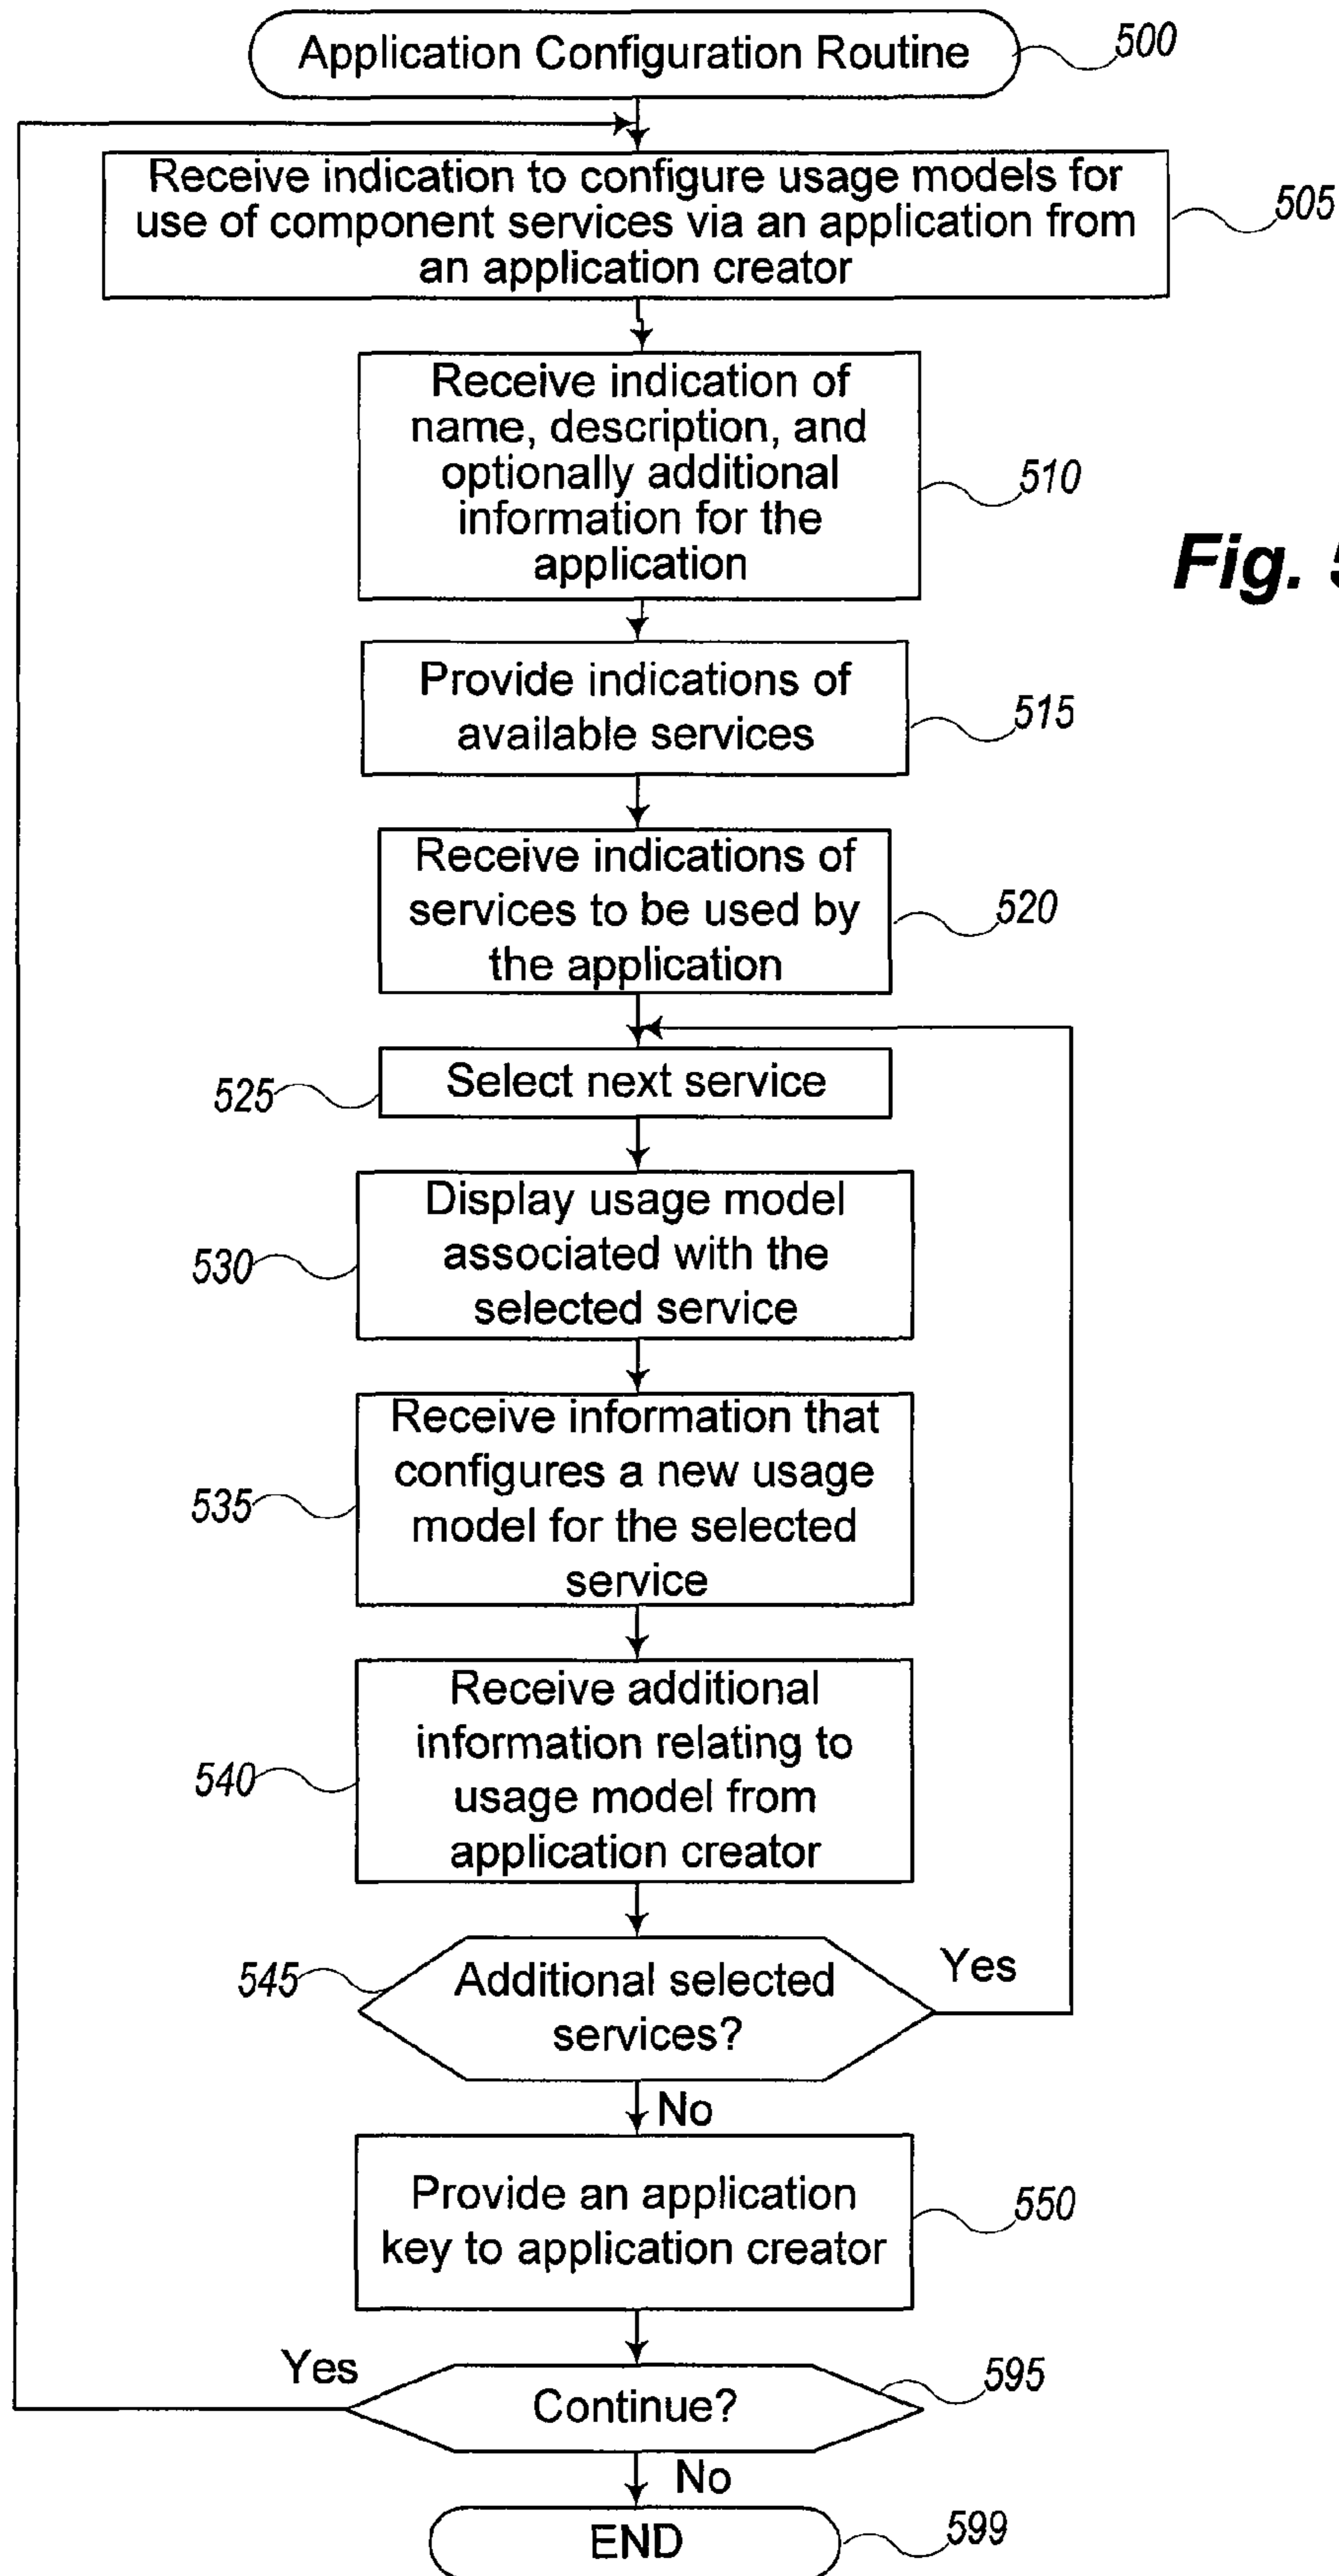 Application Configuration Routine
500
Receive indication to configure usage models for
use of component services via an application from
an application creator
505
Receive indication of
name, description, and
optionally additional
information for the
application
510
Fig. 5
Provide indications of
available services
515
Receive indications of
services to be used by
the application
520
Select next service
525
Display usage model
associated with the
selected service
530
Receive information that
configures a new usage
model for the selected
service
535
Receive additional
information relating to
usage model from
application creator
540
Additional selected
services?
545
Yes
No
Provide an application
key to application creator
550
Yes
Continue?
595
No
END
599